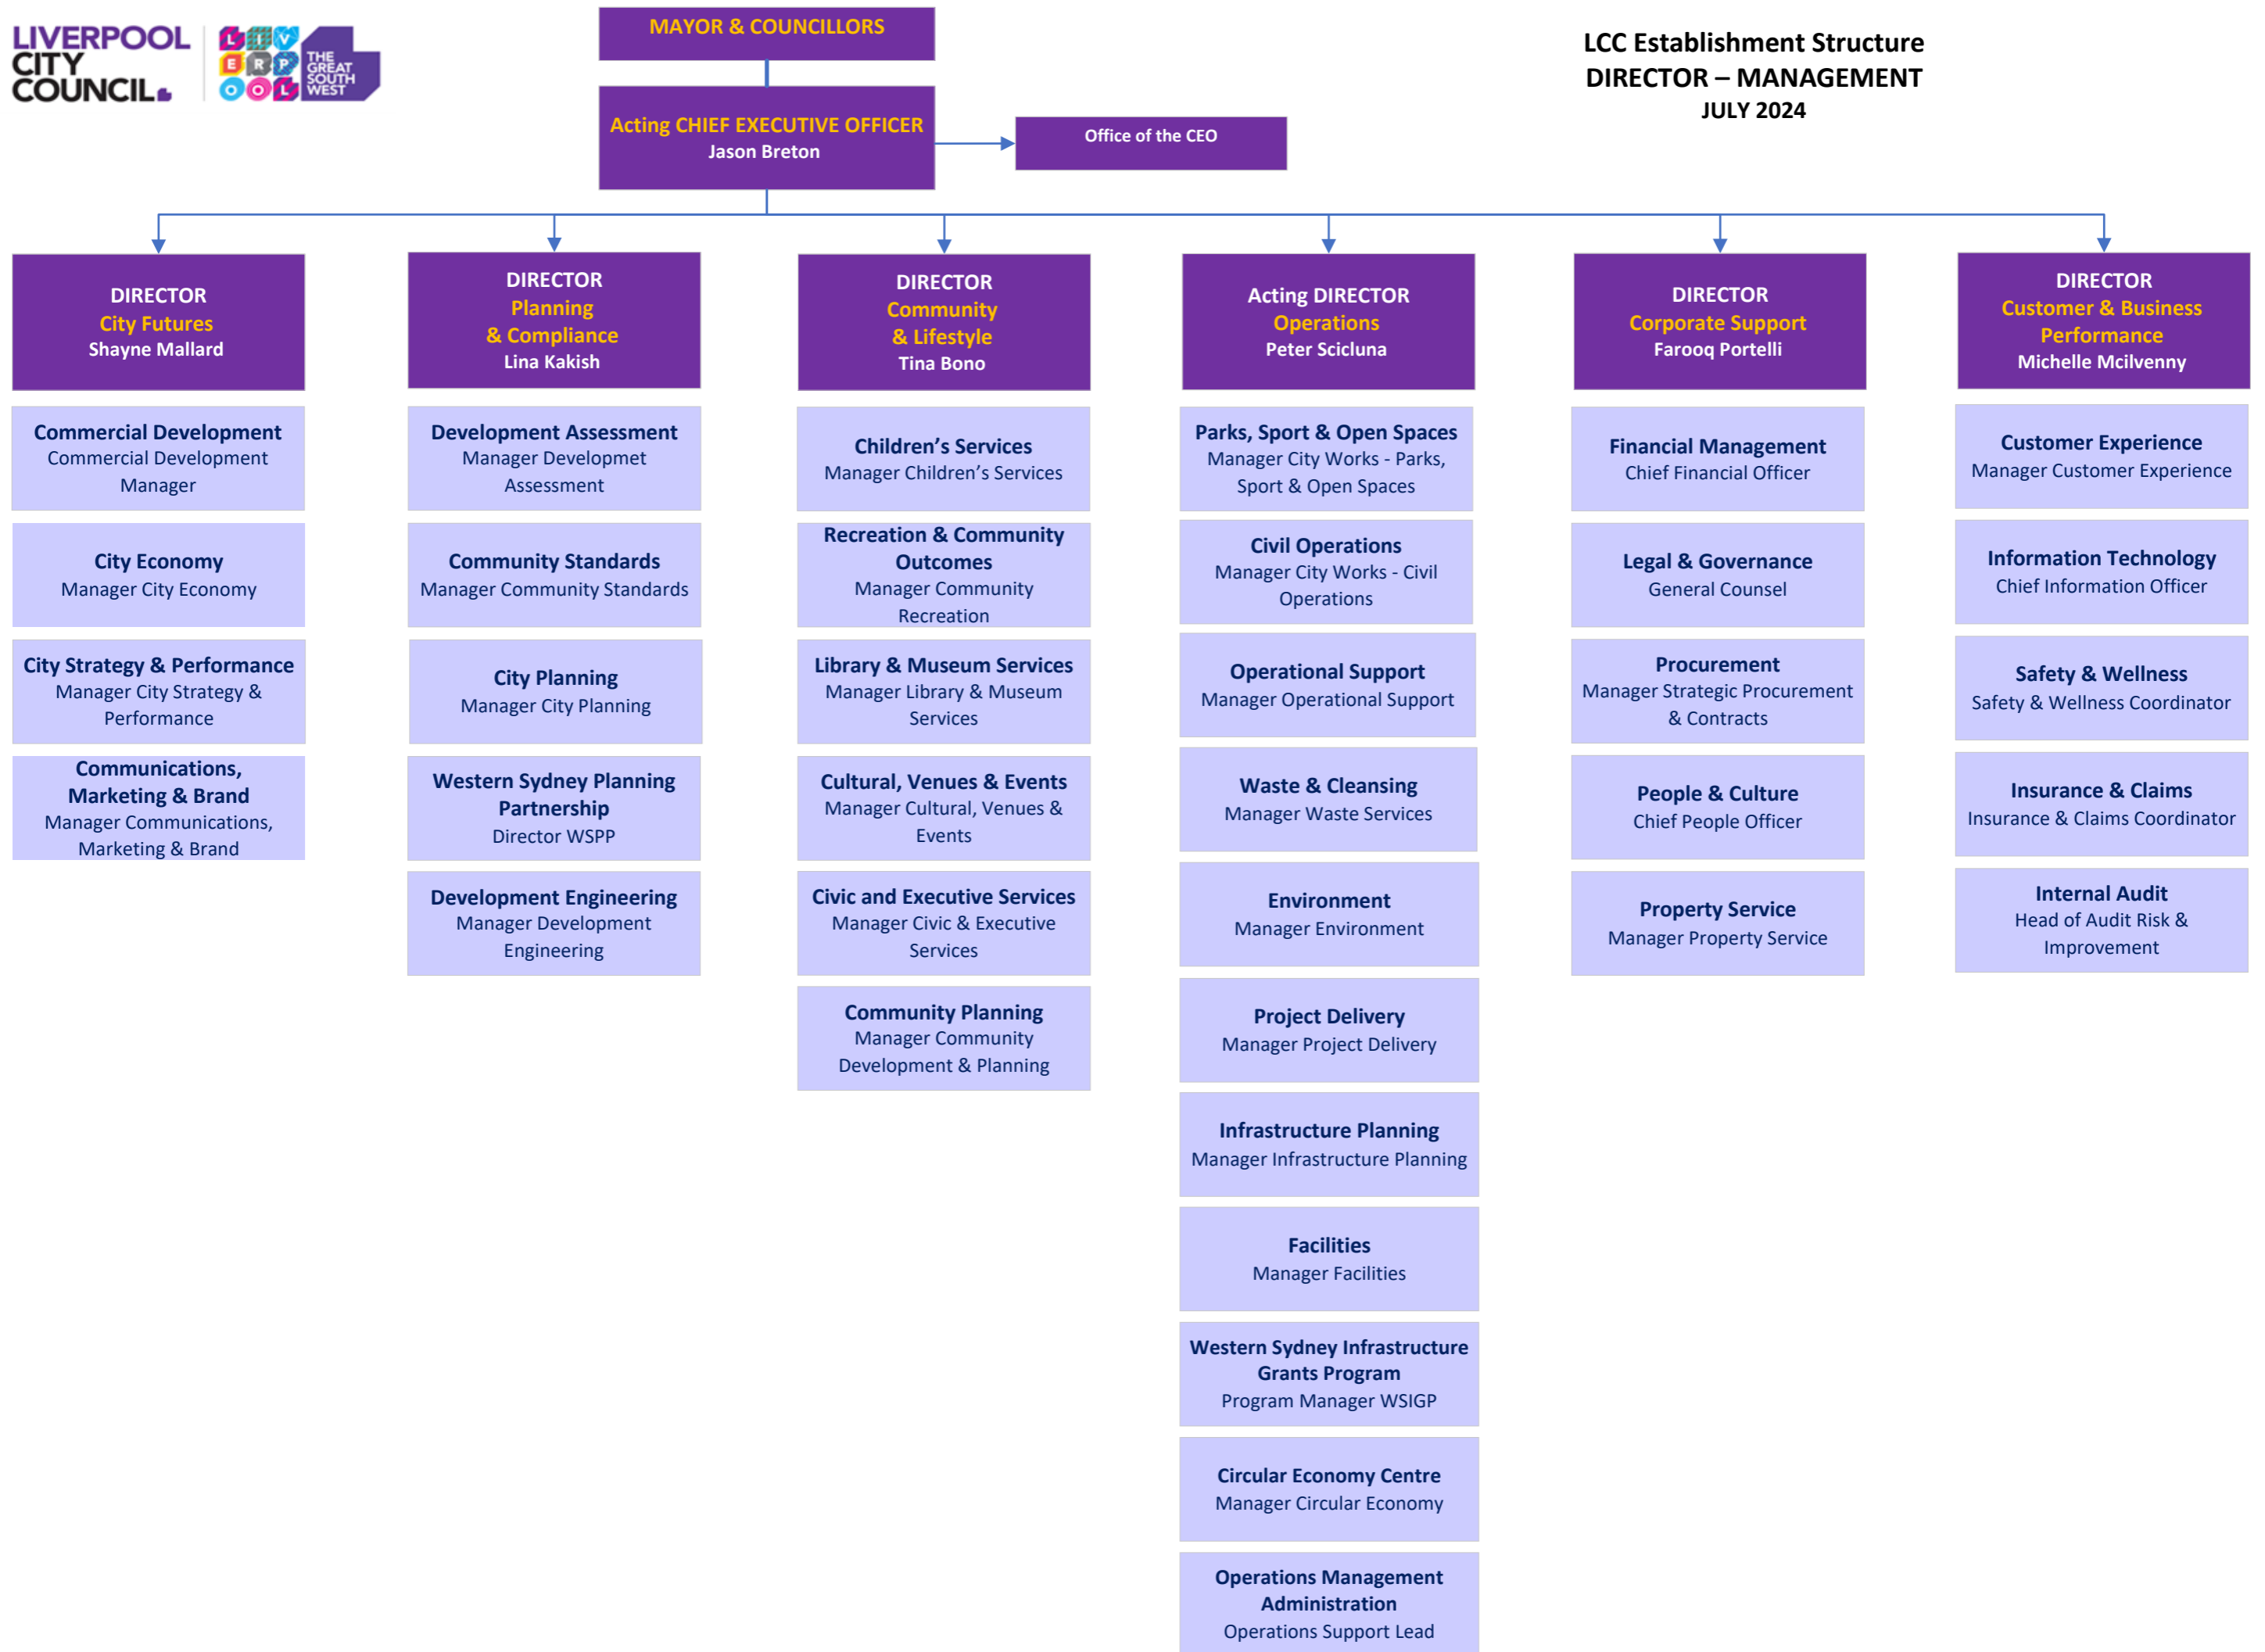 LIVERPOOL
CITY
COUNCIL
LIV
ERP
OOL
THE
GREAT
SOUTH
WEST
MAYOR & COUNCILLORS
Acting CHIEF EXECUTIVE OFFICER
Jason Breton
Office of the CEO
LCC Establishment Structure
DIRECTOR – MANAGEMENT
JULY 2024
DIRECTOR
City Futures
Shayne Mallard
Commercial Development
Commercial Development
Manager
City Economy
Manager City Economy
City Strategy & Performance
Manager City Strategy &
Performance
Communications,
Marketing & Brand
Manager Communications,
Marketing & Brand
DIRECTOR
Planning
& Compliance
Lina Kakish
Development Assessment
Manager Developmet
Assessment
Community Standards
Manager Community Standards
City Planning
Manager City Planning
Western Sydney Planning
Partnership
Director WSPP
Development Engineering
Manager Development
Engineering
DIRECTOR
Community
& Lifestyle
Tina Bono
Children’s Services
Manager Children’s Services
Recreation & Community
Outcomes
Manager Community
Recreation
Library & Museum Services
Manager Library & Museum
Services
Cultural, Venues & Events
Manager Cultural, Venues &
Events
Civic and Executive Services
Manager Civic & Executive
Services
Community Planning
Manager Community
Development & Planning
Acting DIRECTOR
Operations
Peter Scicluna
Parks, Sport & Open Spaces
Manager City Works - Parks,
Sport & Open Spaces
Civil Operations
Manager City Works - Civil
Operations
Operational Support
Manager Operational Support
Waste & Cleansing
Manager Waste Services
Environment
Manager Environment
Project Delivery
Manager Project Delivery
Infrastructure Planning
Manager Infrastructure Planning
Facilities
Manager Facilities
Western Sydney Infrastructure
Grants Program
Program Manager WSIGP
Circular Economy Centre
Manager Circular Economy
Operations Management
Administration
Operations Support Lead
DIRECTOR
Corporate Support
Farooq Portelli
Financial Management
Chief Financial Officer
Legal & Governance
General Counsel
Procurement
Manager Strategic Procurement
& Contracts
People & Culture
Chief People Officer
Property Service
Manager Property Service
DIRECTOR
Customer & Business
Performance
Michelle Mcilvenny
Customer Experience
Manager Customer Experience
Information Technology
Chief Information Officer
Safety & Wellness
Safety & Wellness Coordinator
Insurance & Claims
Insurance & Claims Coordinator
Internal Audit
Head of Audit Risk &
Improvement